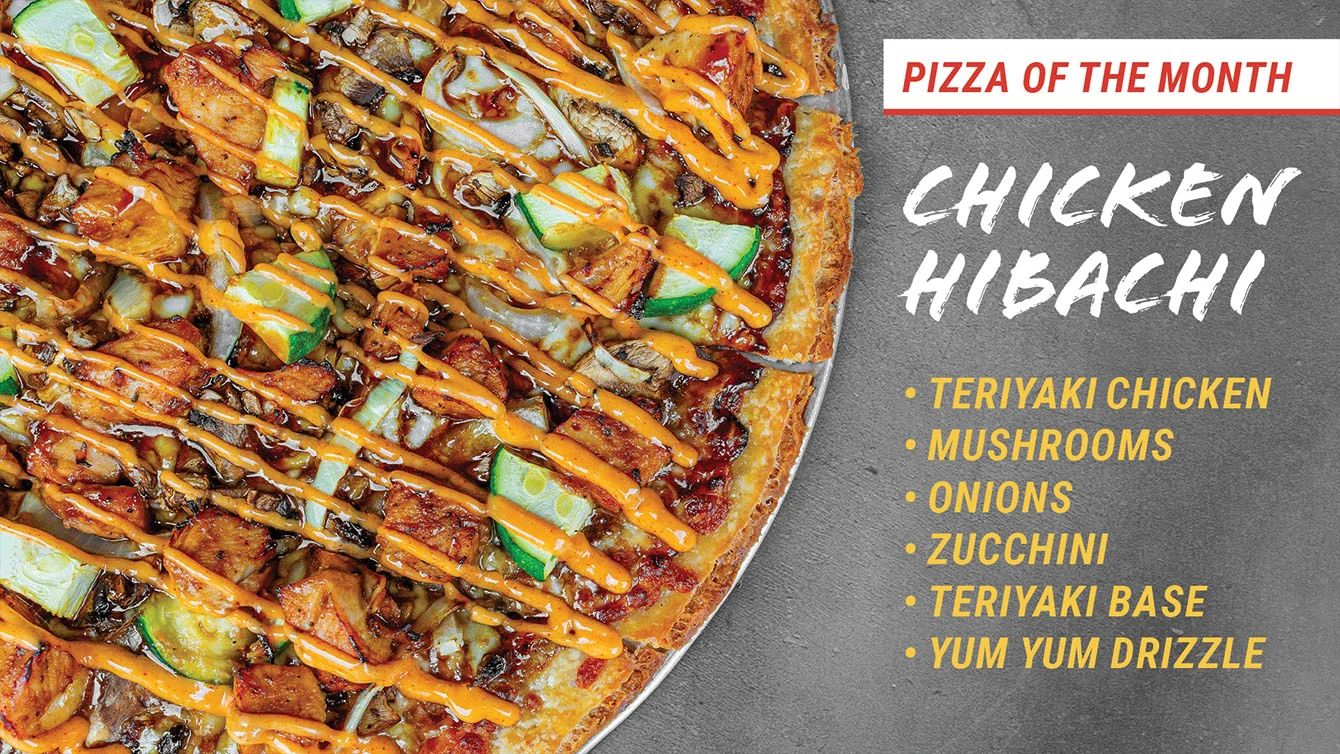 PIZZA OF THE MONTH
CHICKEN
HIBACHI
• TERIYAKI CHICKEN
• MUSHROOMS
• ONIONS
• ZUCCHINI
• TERIYAKI BASE
• YUM YUM DRIZZLE